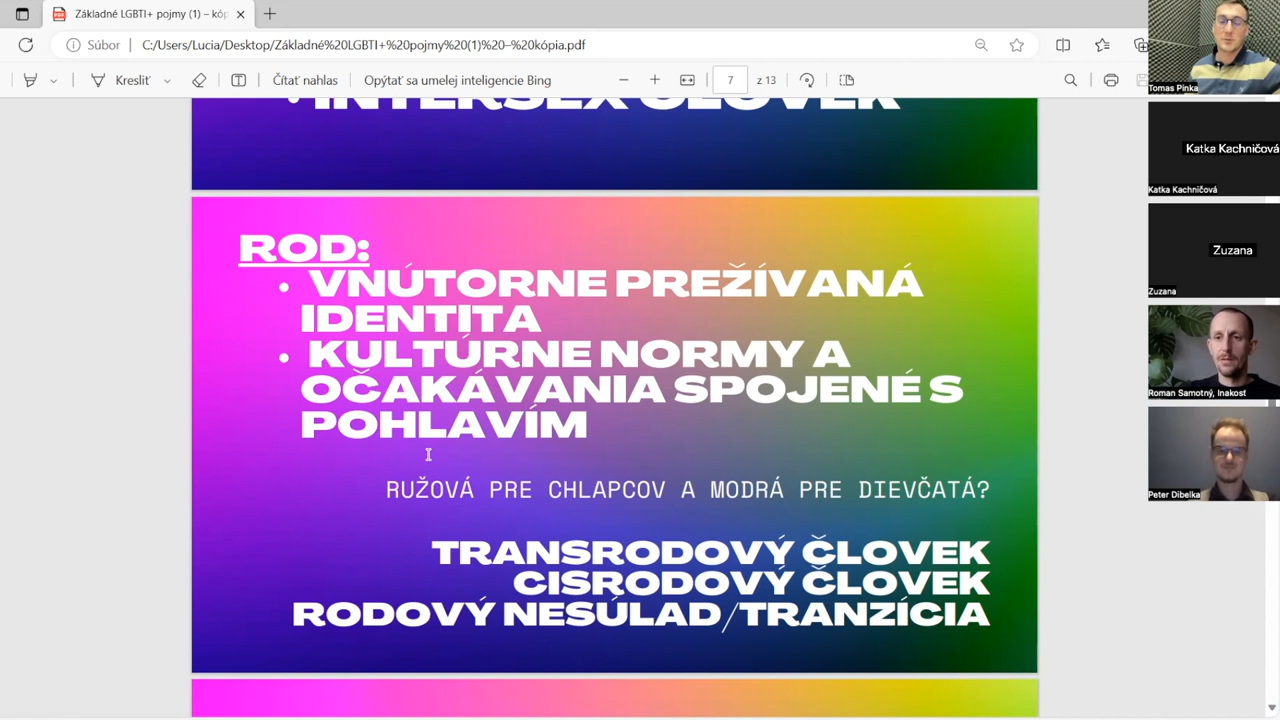 Základné LGBTI+ pojmy (1) – kóp
Súbor
C:/Users/Lucia/Desktop/Základné%20LGBTI+%20pojmy%20(1)%20–%20kópia.pdf
Kresliť
Čítať nahlas
Opýtať sa umelej inteligencie Bing
7
z 13
• INTERSEX ČLOVEK
ROD:
• VNÚTORNE PREŽÍVANÁ
IDENTITA
• KULTÚRNE NORMY A
OČAKÁVANIA SPOJENÉ S
POHLAVÍM
RUŽOVÁ PRE CHLAPCOV A MODRÁ PRE DIEVČATÁ?
TRANSRODOVÝ ČLOVEK
CISRODOVÝ ČLOVEK
RODOVÝ NESÚLAD/TRANZÍCIA
Tomas Pinka
Katka Kachničová
Katka Kachničová
Zuzana
Zuzana
Roman Samotný, Inakosť
Peter Dibelka